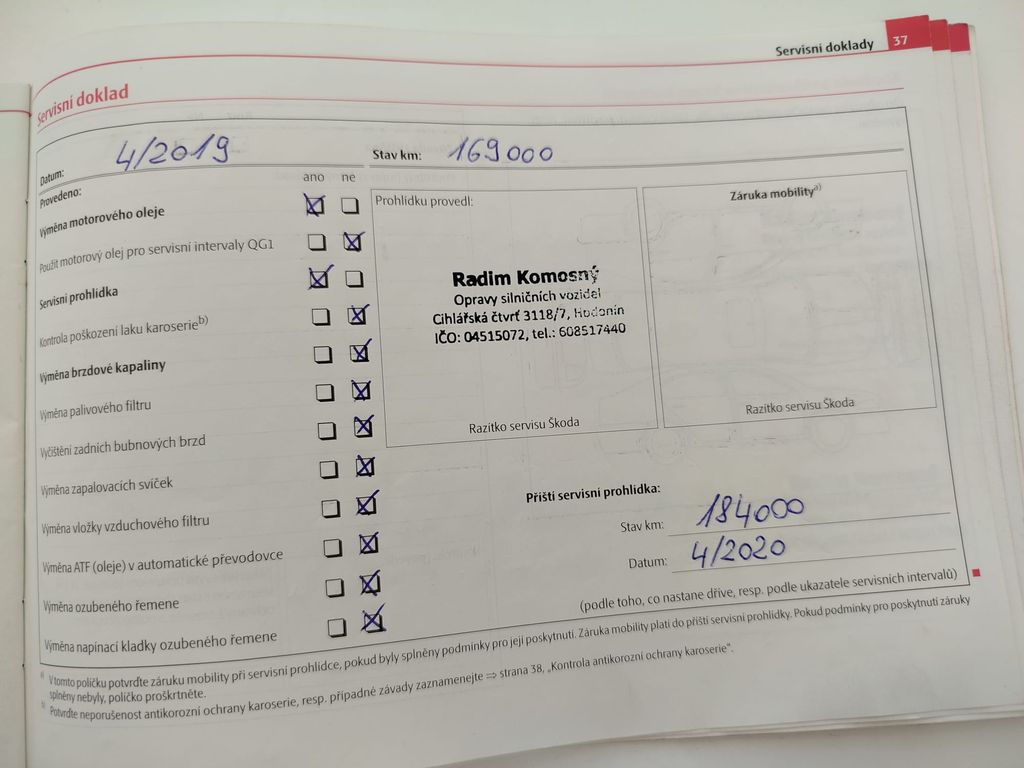 Servisní doklady 37
Servisní doklad
Datum: 4/2019 Stav km: 169 000
Provedeno: ano ne
Výměna motorového oleje
Použit motorový olej pro servisní intervaly QG1
Servisní prohlídka
Kontrola poškození laku karoserieb)
Výměna brzdové kapaliny
Výměna palivového filtru
Vyčištění zadních bubnových brzd
Výměna zapalovacích svíček
Výměna vložky vzduchového filtru
Výměna ATF (oleje) v automatické převodovce
Výměna ozubeného řemene
Výměna napínací kladky ozubeného řemene
Prohlídku provedl:
Radim Komosný
Opravy silničních vozidel
Cihlářská čtvrť 3118/7, Hodonín
IČO: 04515072, tel.: 608517440
Razítko servisu Škoda
Záruka mobilitya)
Razítko servisu Škoda
Příští servisní prohlídka:
Stav km: 184000
Datum: 4/2020
(podle toho, co nastane dříve, resp. podle ukazatele servisních intervalů)
a) V tomto políčku potvrďte záruku mobility při servisní prohlídce, pokud byly splněny podmínky pro její poskytnutí. Záruka mobility platí do příští servisní prohlídky. Pokud podmínky pro poskytnutí záruky
splněny nebyly, políčko proškrtněte.
b) Potvrďte neporušenost antikorozní ochrany karoserie, resp. případné závady zaznamenejte ⇒ strana 38, „Kontrola antikorozní ochrany karoserie“.